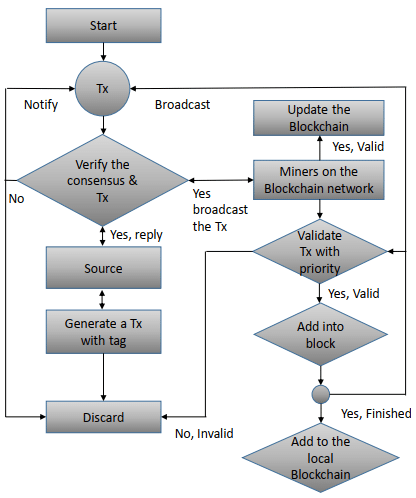 Start
Tx
Notify
Broadcast
Update the
Blockchain
Yes, Valid
Verify the
consensus &
Tx
No
Yes
broadcast
the Tx
Miners on the
Blockchain network
Yes, reply
Validate
Tx with
priority
Source
Yes, Valid
Generate a Tx
with tag
Add into
block
Discard
No, Invalid
Yes, Finished
Add to the
local
Blockchain